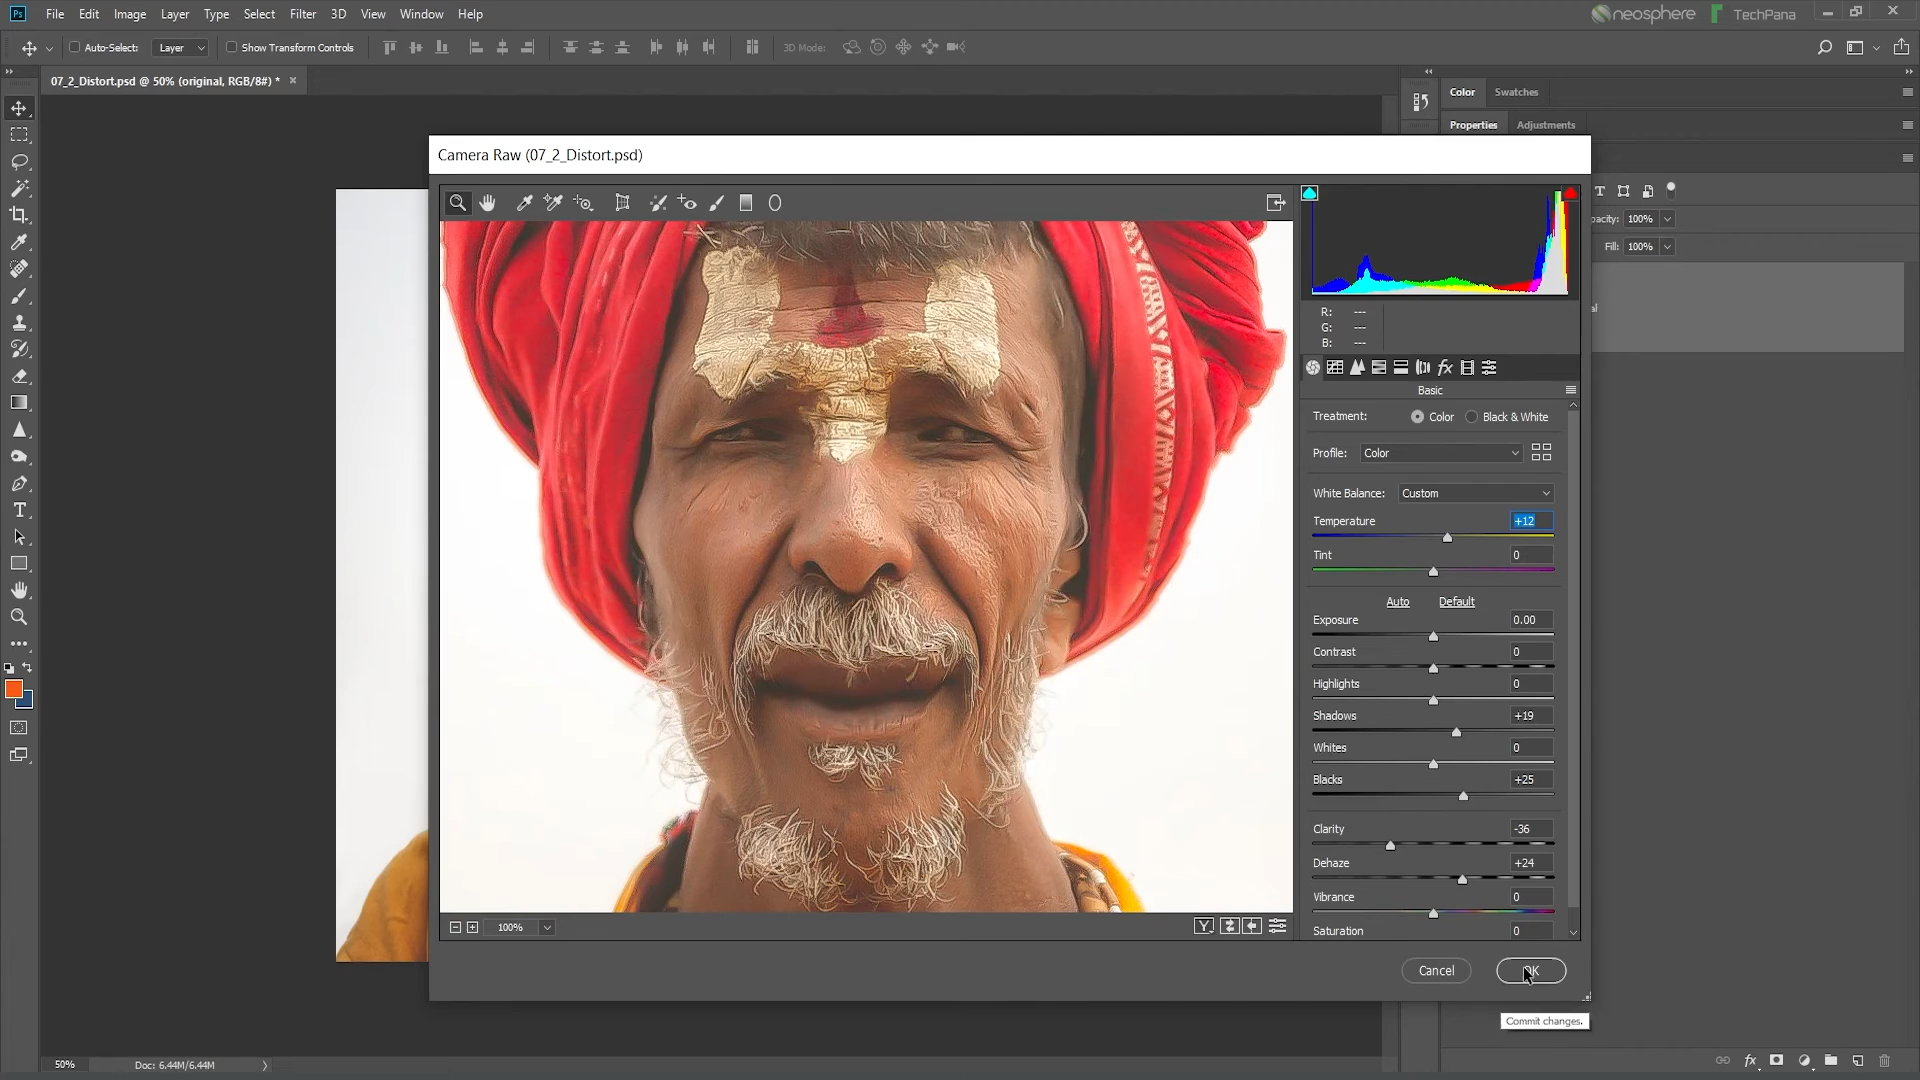 Ps File Edit Image Layer Type Select Filter 3D View Window Help neosphere TechPana
Auto-Select: Layer Show Transform Controls 3D Mode:
07_2_Distort.psd @ 50% (original, RGB/8#) *
Color Swatches
Properties Adjustments
Camera Raw (07_2_Distort.psd)
pacity: 100%
Fill: 100%
al
R: ---
G: ---
B: ---
Basic
Treatment: Color Black & White
Profile: Color
White Balance: Custom
Temperature +12
Tint 0
Auto Default
Exposure 0.00
Contrast 0
Highlights 0
Shadows +19
Whites 0
Blacks +25
Clarity -36
Dehaze +24
Vibrance 0
Saturation 0
100%
Cancel OK
Commit changes.
50% Doc: 6.44M/6.44M